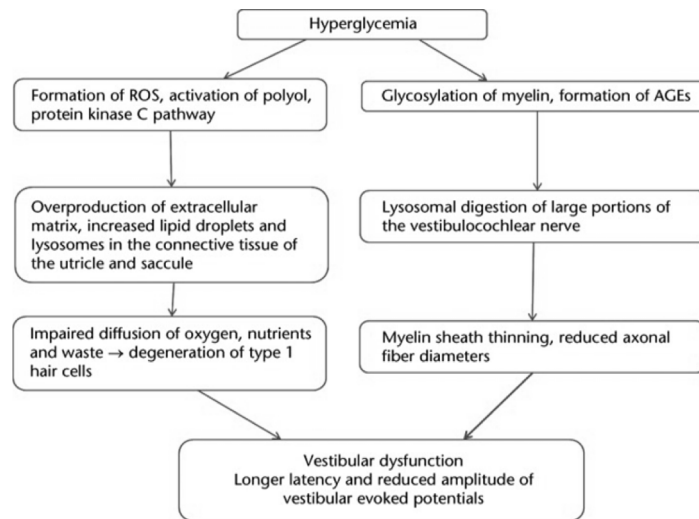 Hyperglycemia
Formation of ROS, activation of polyol,
protein kinase C pathway
Glycosylation of myelin, formation of AGEs
Overproduction of extracellular
matrix, increased lipid droplets and
lysosomes in the connective tissue of
the utricle and saccule
Lysosomal digestion of large portions of
the vestibulocochlear nerve
Impaired diffusion of oxygen, nutrients
and waste → degeneration of type 1
hair cells
Myelin sheath thinning, reduced axonal
fiber diameters
Vestibular dysfunction
Longer latency and reduced amplitude of
vestibular evoked potentials